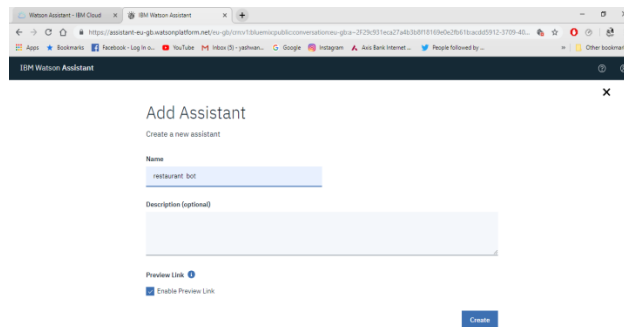 Watson Assistant - IBM Cloud
IBM Watson Assistant
Apps Bookmarks Facebook - Log In o... YouTube Inbox (5) - yashwan... Google Instagram Axis Bank Internet ... People followed by ... Other bookmar
IBM Watson Assistant
Add Assistant
Create a new assistant
Name
restaurant bot
Description (optional)
Preview Link
Enable Preview Link
Create